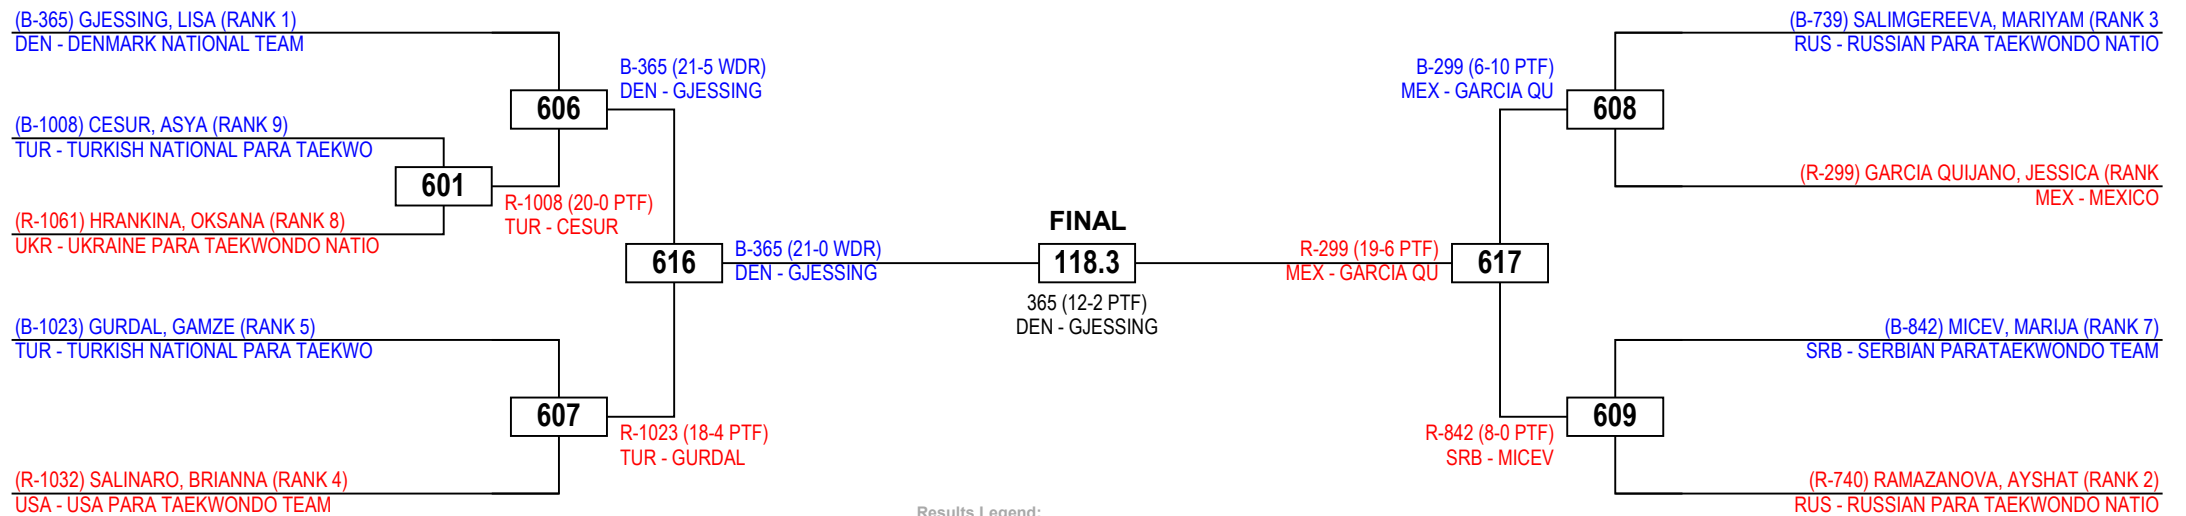 (B-365) GJESSING, LISA (RANK 1)
DEN - DENMARK NATIONAL TEAM
B-365 (21-5 WDR)
DEN - GJESSING
606
(B-1008) CESUR, ASYA (RANK 9)
TUR - TURKISH NATIONAL PARA TAEKWO
601
R-1008 (20-0 PTF)
TUR - CESUR
(R-1061) HRANKINA, OKSANA (RANK 8)
UKR - UKRAINE PARA TAEKWONDO NATIO
616
B-365 (21-0 WDR)
DEN - GJESSING
(B-1023) GURDAL, GAMZE (RANK 5)
TUR - TURKISH NATIONAL PARA TAEKWO
607
R-1023 (18-4 PTF)
TUR - GURDAL
(R-1032) SALINARO, BRIANNA (RANK 4)
USA - USA PARA TAEKWONDO TEAM
FINAL
118.3
365 (12-2 PTF)
DEN - GJESSING
(B-739) SALIMGEREEVA, MARIYAM (RANK 3
RUS - RUSSIAN PARA TAEKWONDO NATIO
B-299 (6-10 PTF)
MEX - GARCIA QU
608
(R-299) GARCIA QUIJANO, JESSICA (RANK
MEX - MEXICO
R-299 (19-6 PTF)
MEX - GARCIA QU
617
(B-842) MICEV, MARIJA (RANK 7)
SRB - SERBIAN PARATAEKWONDO TEAM
609
R-842 (8-0 PTF)
SRB - MICEV
(R-740) RAMAZANOVA, AYSHAT (RANK 2)
RUS - RUSSIAN PARA TAEKWONDO NATIO
Results Legend: